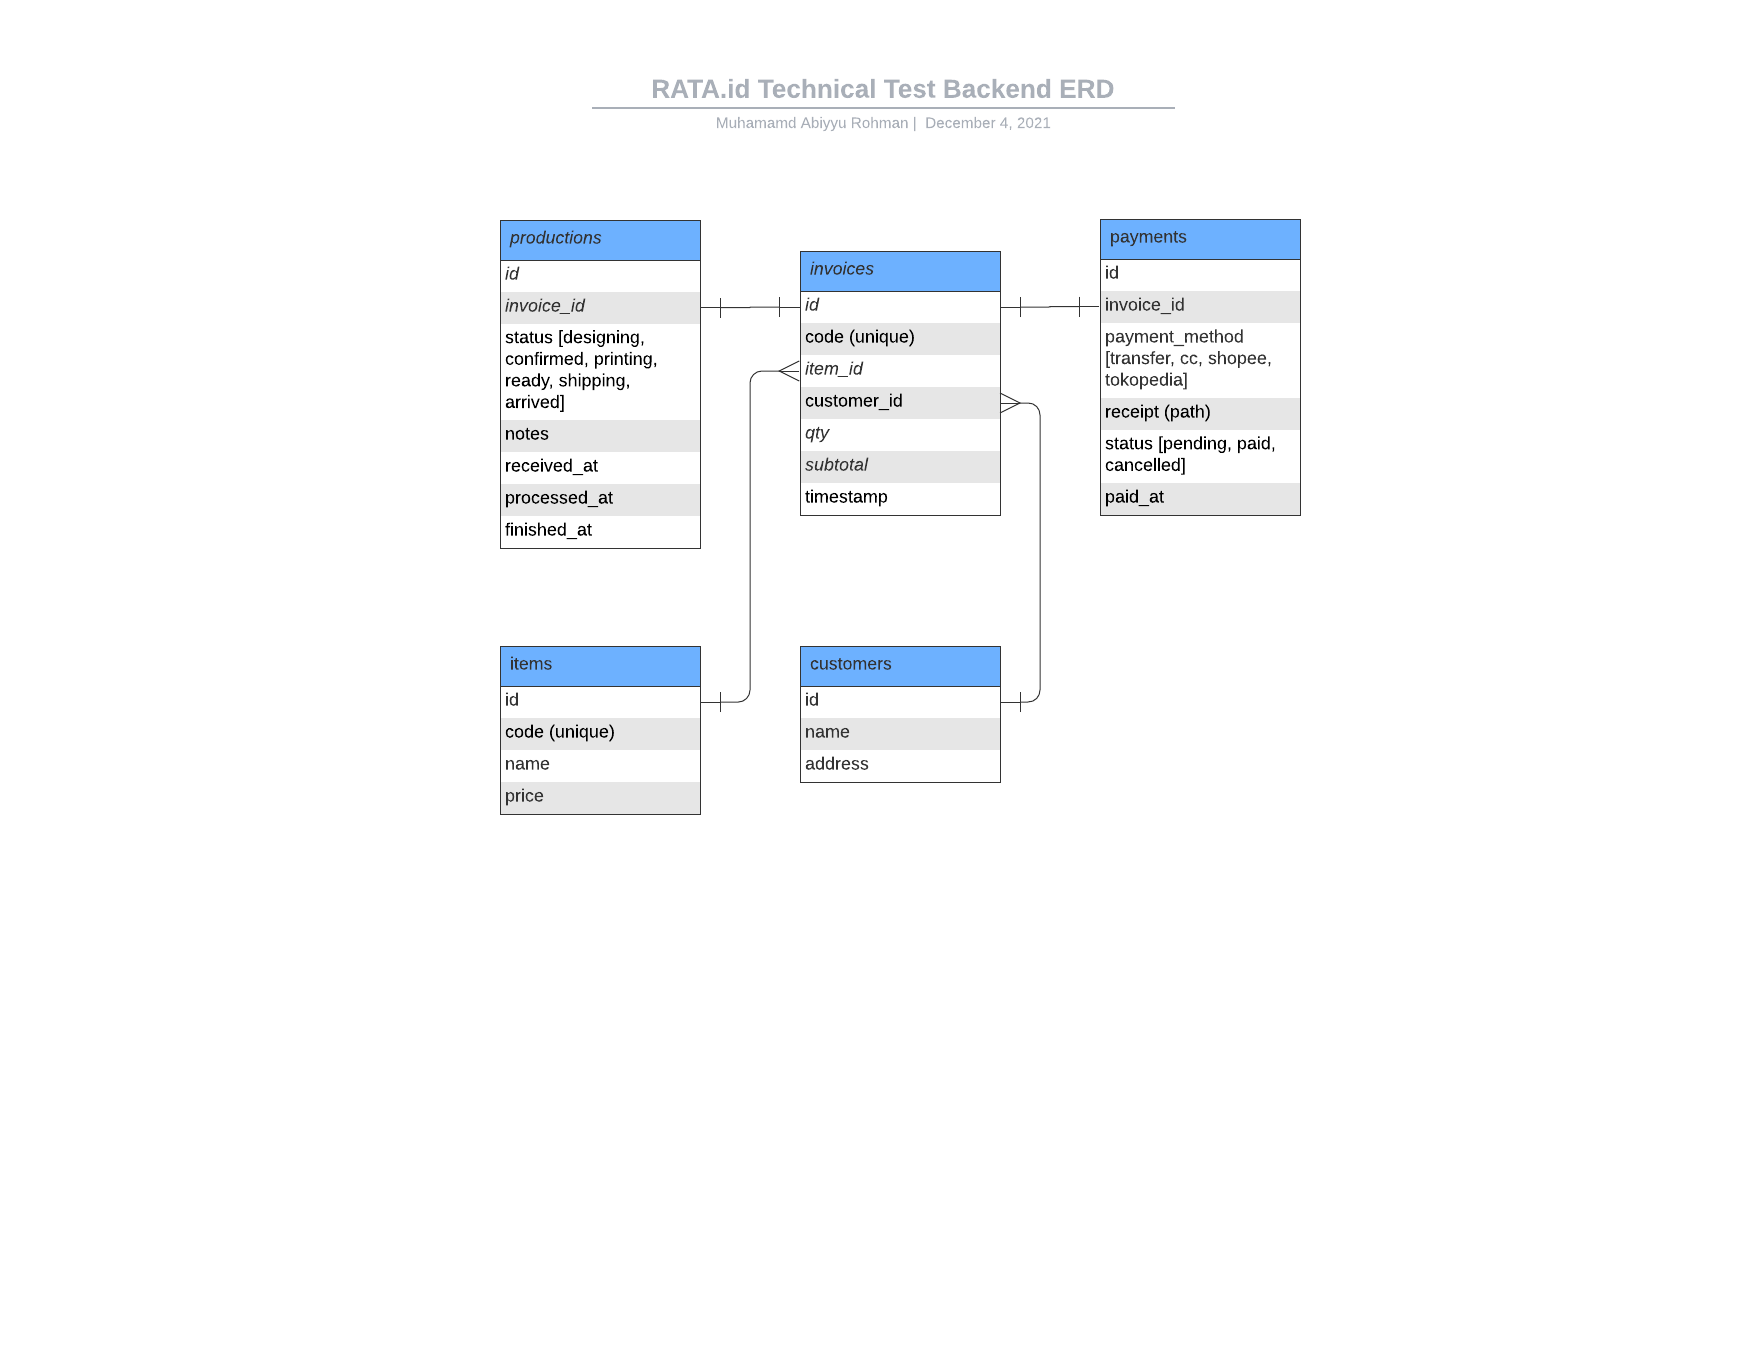 RATA.id Technical Test Backend ERD
Muhamamd Abiyyu Rohman | December 4, 2021
productions
id
invoice_id
status [designing,
confirmed, printing,
ready, shipping,
arrived]
notes
received_at
processed_at
finished_at
invoices
id
code (unique)
item_id
customer_id
qty
subtotal
timestamp
payments
id
invoice_id
payment_method
[transfer, cc, shopee,
tokopedia]
receipt (path)
status [pending, paid,
cancelled]
paid_at
items
id
code (unique)
name
price
customers
id
name
address